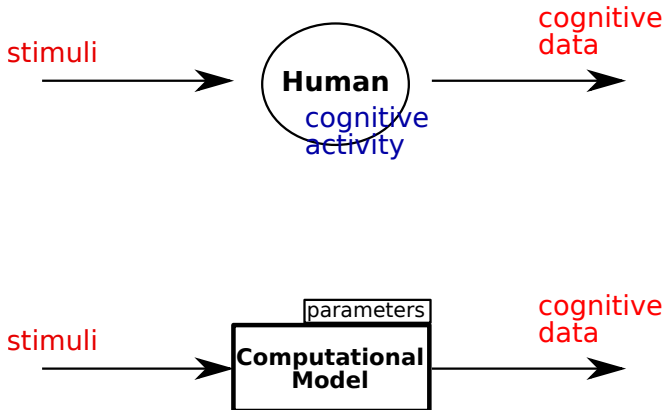 stimuli
Human
cognitive
activity
cognitive
data
stimuli
parameters
Computational
Model
cognitive
data